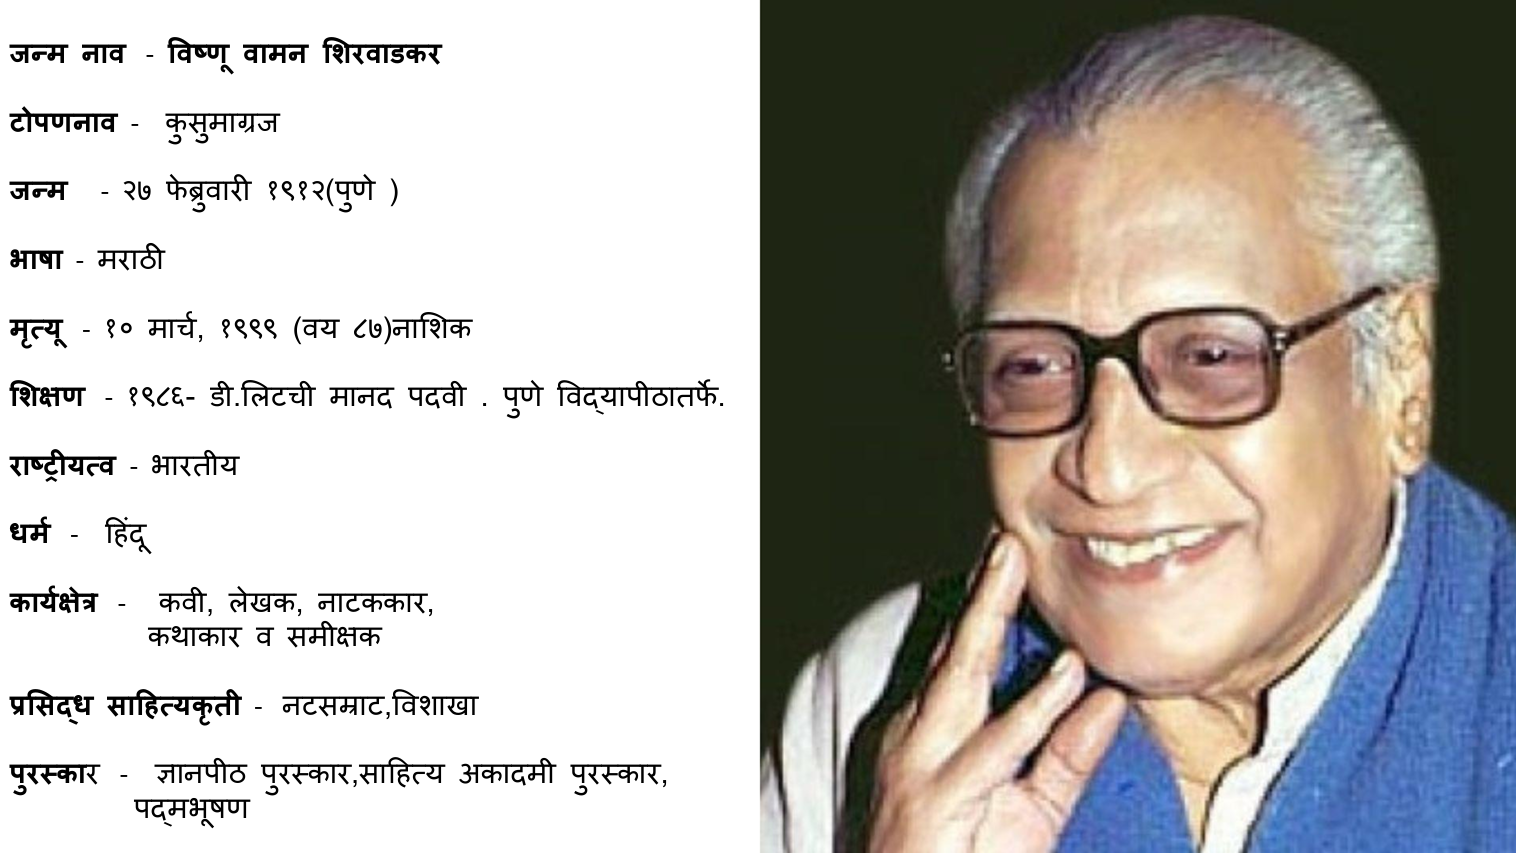 जन्म नाव - विष्णू वामन शिरवाडकर
टोपणनाव - कुसुमाग्रज
जन्म - २७ फेब्रुवारी १९१२(पुणे )
भाषा - मराठी
मृत्यू - १० मार्च, १९९९ (वय ८७)नाशिक
शिक्षण - १९८६- डी.लिटची मानद पदवी . पुणे विद्यापीठातर्फे.
राष्ट्रीयत्व - भारतीय
धर्म - हिंदू
कार्यक्षेत्र - कवी, लेखक, नाटककार,
कथाकार व समीक्षक
प्रसिद्ध साहित्यकृती - नटसम्राट,विशाखा
पुरस्कार - ज्ञानपीठ पुरस्कार,साहित्य अकादमी पुरस्कार,
पद्मभूषण